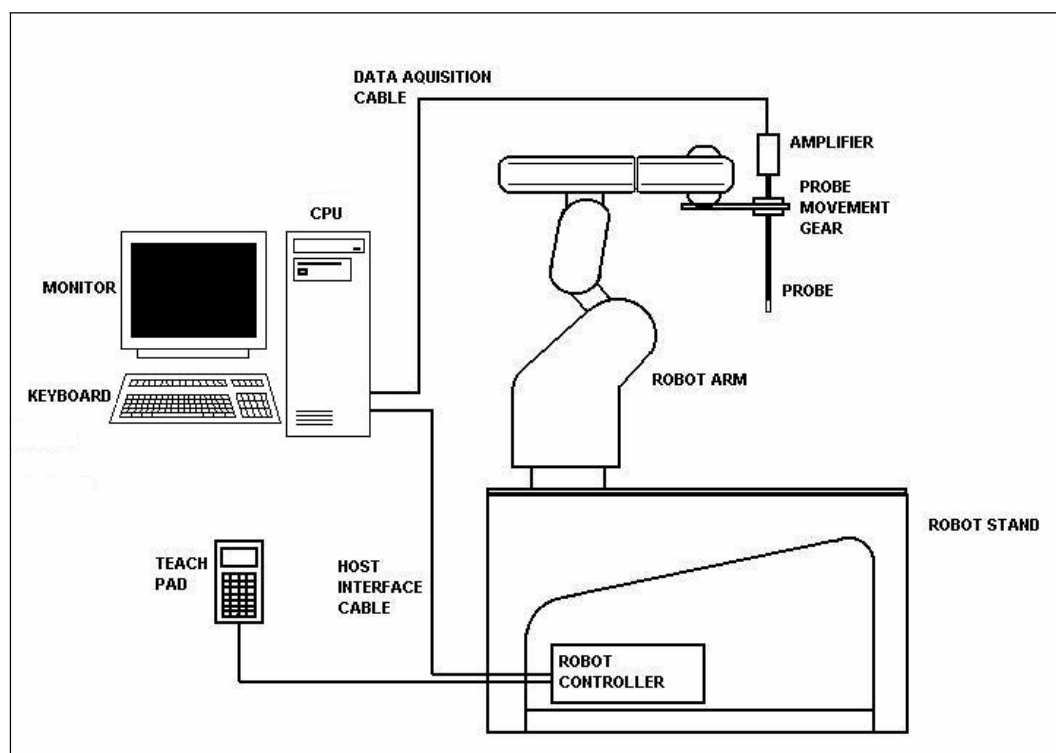 DATA AQUISITION
CABLE
AMPLIFIER
PROBE
MOVEMENT
GEAR
CPU
MONITOR
PROBE
KEYBOARD
ROBOT ARM
ROBOT STAND
TEACH
PAD
HOST
INTERFACE
CABLE
ROBOT
CONTROLLER